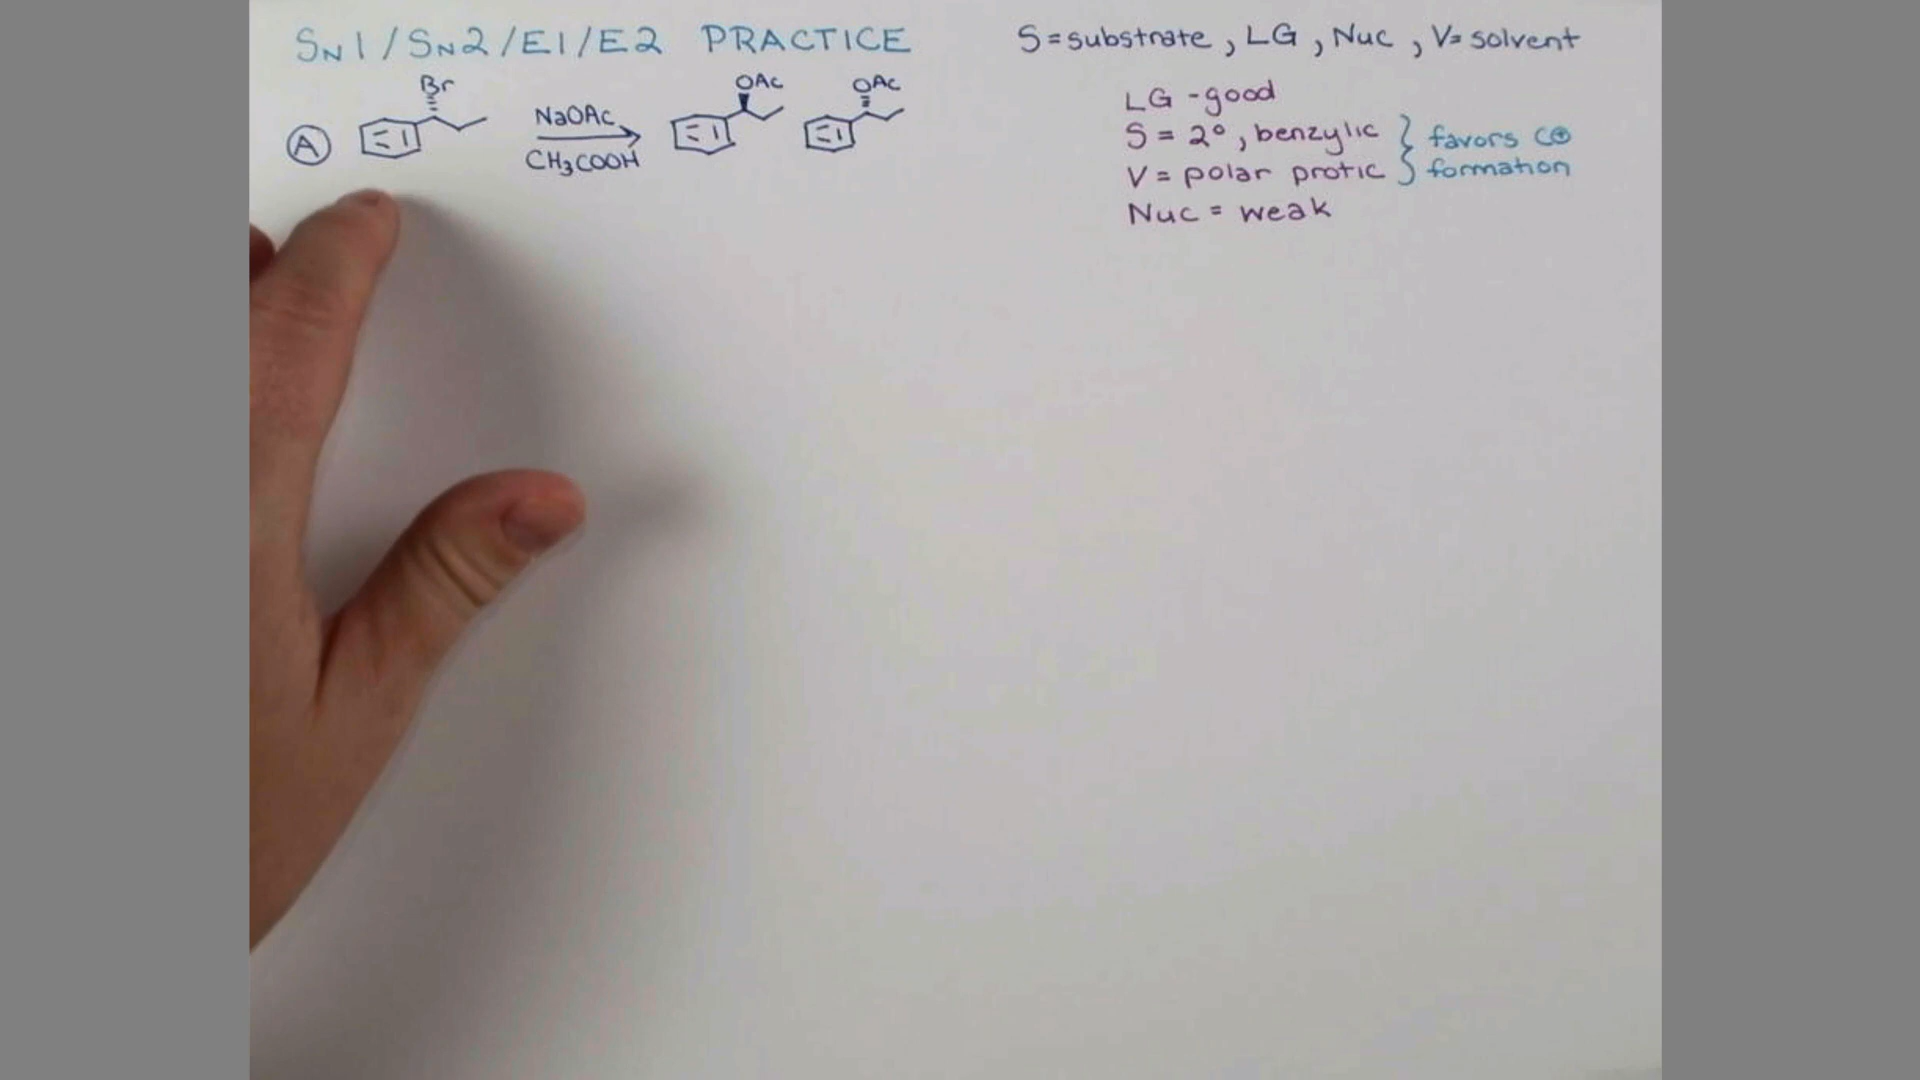 SN1/SN2/E1/E2 PRACTICE
S=substrate, LG, Nuc, V=solvent
A
Br
NaOAc
CH3COOH
OAc
OAc
LG - good
S = 2°, benzylic
V = polar protic
Nuc = weak
favors C⊕
formation